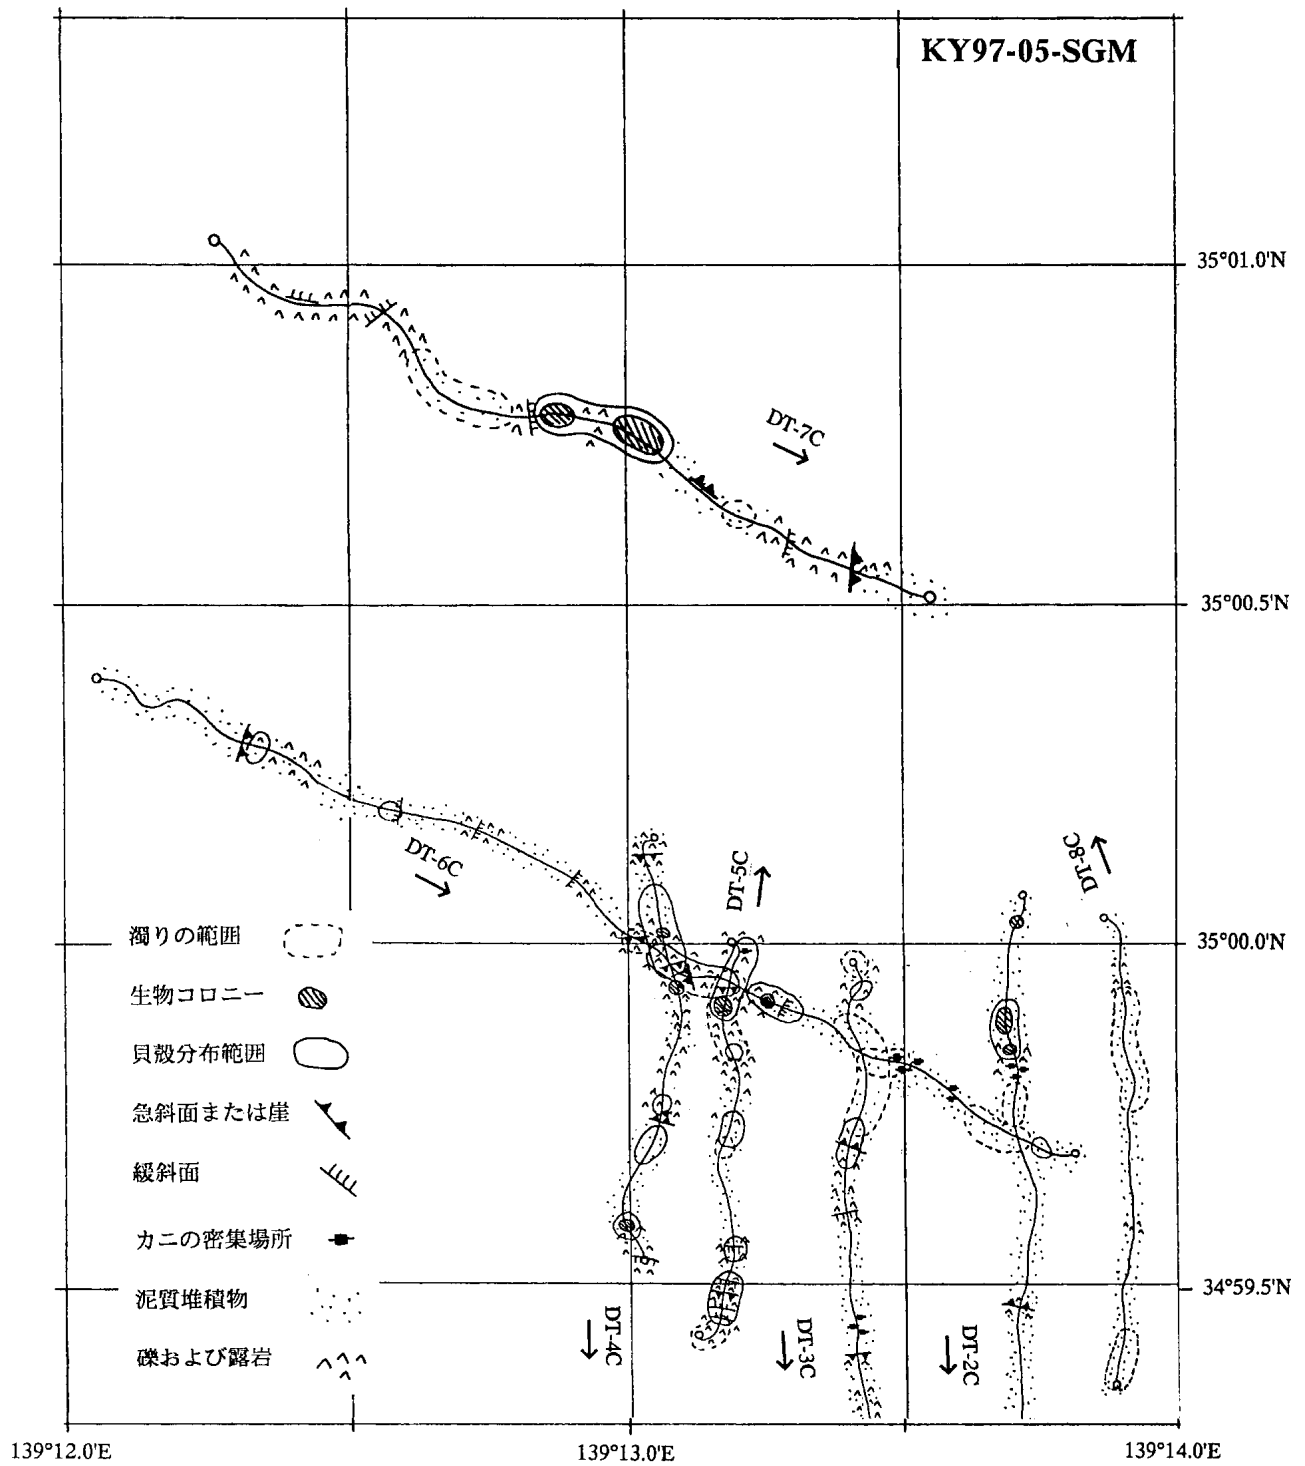 KY97-05-SGM
35°01.0'N
DT-7C
35°00.5'N
DT-6C
DT-5C
DT-8C
濁りの範囲
35°00.0'N
生物コロニー
貝殻分布範囲
急斜面または崖
緩斜面
カニの密集場所
泥質堆積物
34°59.5'N
礫および露岩
DT-4C
DT-3C
DT-2C
139°12.0'E
139°13.0'E
139°14.0'E